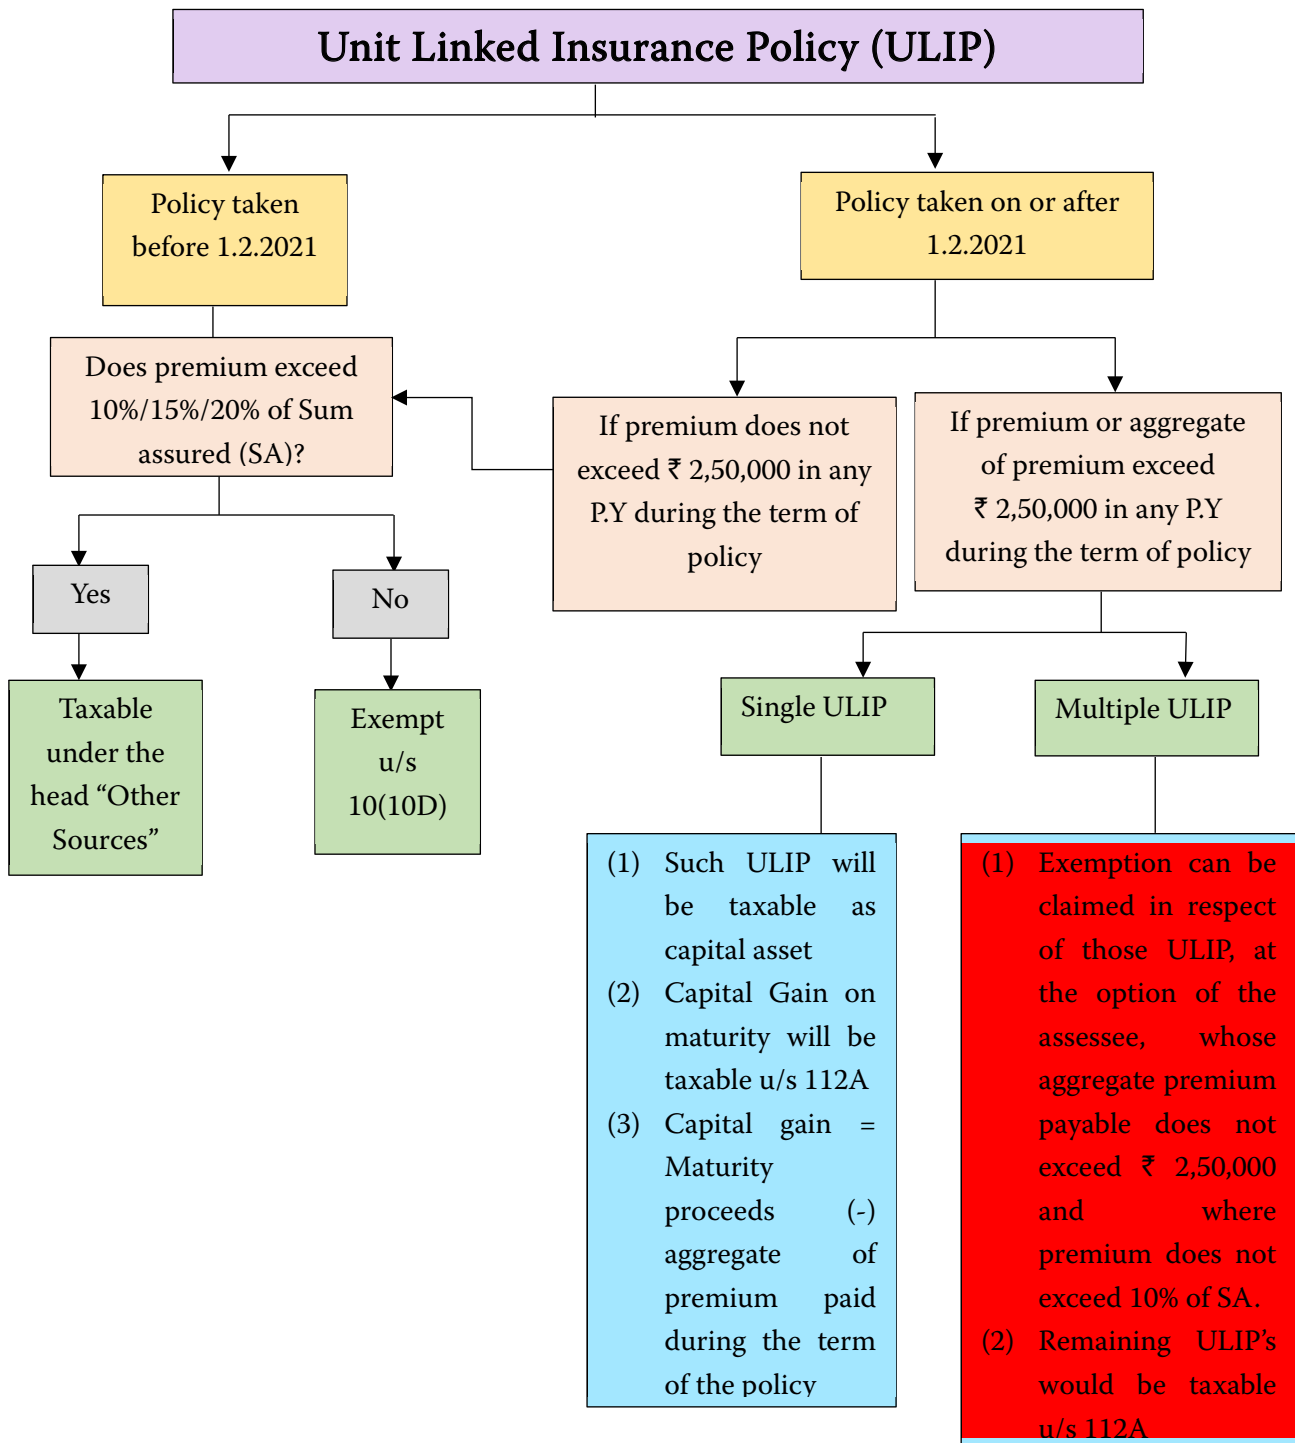 Unit Linked Insurance Policy (ULIP)
Policy taken
before 1.2.2021
Policy taken on or after
1.2.2021
Does premium exceed
10%/15%/20% of Sum
assured (SA)?
If premium does not
exceed ₹ 2,50,000 in any
P.Y during the term of
policy
If premium or aggregate
of premium exceed
₹ 2,50,000 in any P.Y
during the term of policy
Yes
No
Taxable
under the
head “Other
Sources”
Exempt
u/s
10(10D)
Single ULIP
Multiple ULIP
(1) Such ULIP will
be taxable as
capital asset
(2) Capital Gain on
maturity will be
taxable u/s 112A
(3) Capital gain =
Maturity
proceeds (-)
aggregate of
premium paid
during the term
of the policy
(1) Exemption can be
claimed in respect
of those ULIP, at
the option of the
assessee, whose
aggregate premium
payable does not
exceed ₹ 2,50,000
and where
premium does not
exceed 10% of SA.
(2) Remaining ULIP’s
would be taxable
u/s 112A